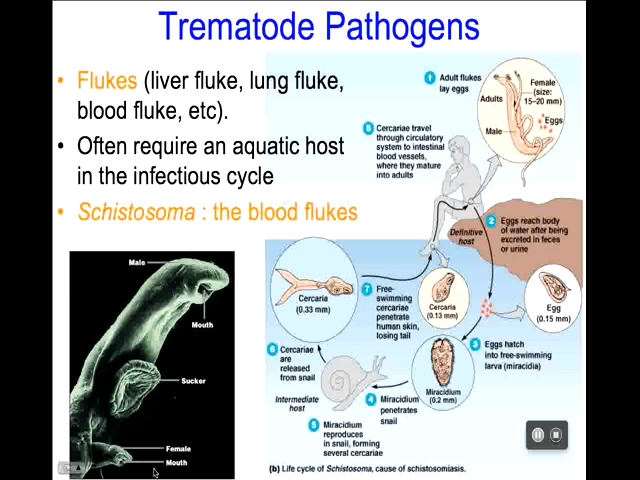 Trematode Pathogens
• Flukes (liver fluke, lung fluke,
blood fluke, etc).
• Often require an aquatic host
in the infectious cycle
• Schistosoma : the blood flukes
Male
Mouth
Sucker
Female
Mouth
1 Adult flukes
lay eggs
Adults
Female
(size:
15–20 mm)
Eggs
Male
8 Cercariae travel
through circulatory
system to intestinal
blood vessels,
where they mature
into adults
2 Eggs reach body
of water after being
excreted in feces
or urine
Definitive
host
Cercaria
(0.33 mm)
7 Free-
swimming
cercariae
penetrate
human skin,
losing tail
Cercaria
(0.13 mm)
Egg
(0.15 mm)
3 Eggs hatch
into free-swimming
larva (miracidia)
6 Cercariae
are
released
from snail
Miracidium
(0.2 mm)
Intermediate
host
4 Miracidium
penetrates
snail
5 Miracidium
reproduces
in snail, forming
several cercariae
(b) Life cycle of Schistosoma, cause of schistosomiasis.